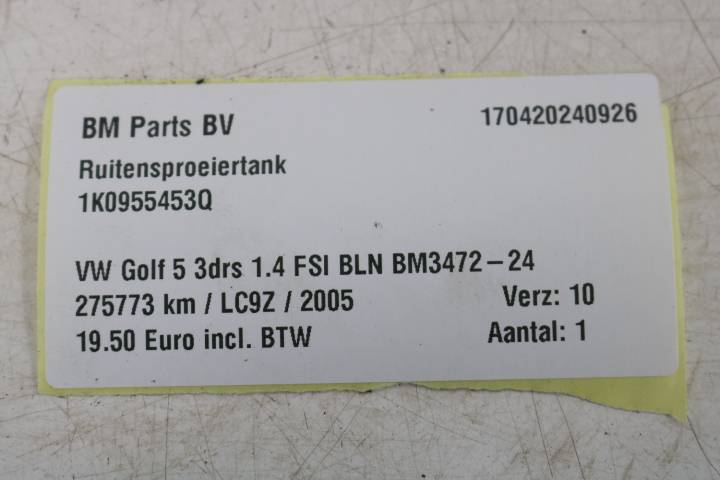 BM Parts BV 170420240926
Ruitensproeiertank
1K0955453Q
VW Golf 5 3drs 1.4 FSI BLN BM3472-24
275773 km / LC9Z / 2005 Verz: 10
19.50 Euro incl. BTW Aantal: 1